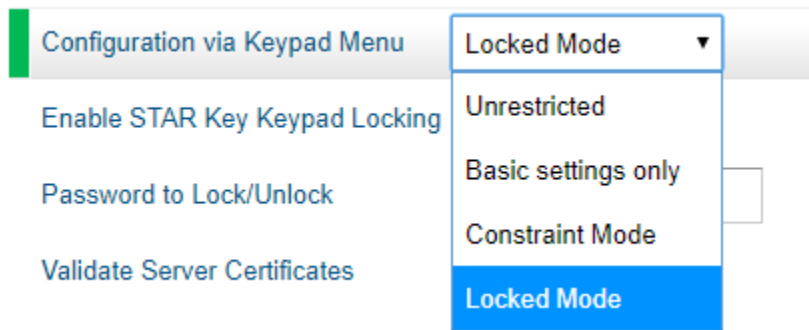 Configuration via Keypad Menu Locked Mode
Unrestricted
Enable STAR Key Keypad Locking
Basic settings only
Password to Lock/Unlock
Constraint Mode
Validate Server Certificates
Locked Mode